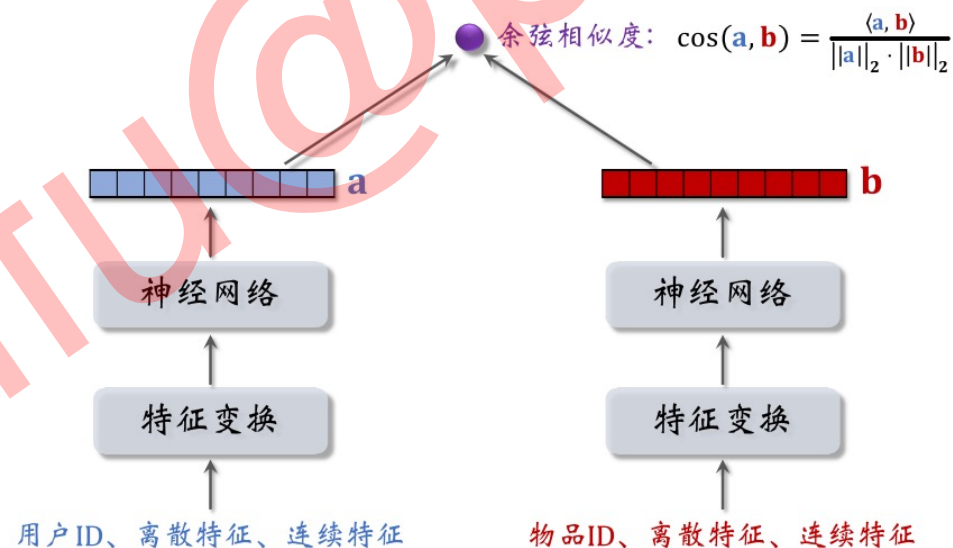 余弦相似度: cos(a, b) = ⟨a, b⟩ / ||a||₂ · ||b||₂
a
b
神经网络
神经网络
特征变换
特征变换
用户ID、离散特征、连续特征
物品ID、离散特征、连续特征